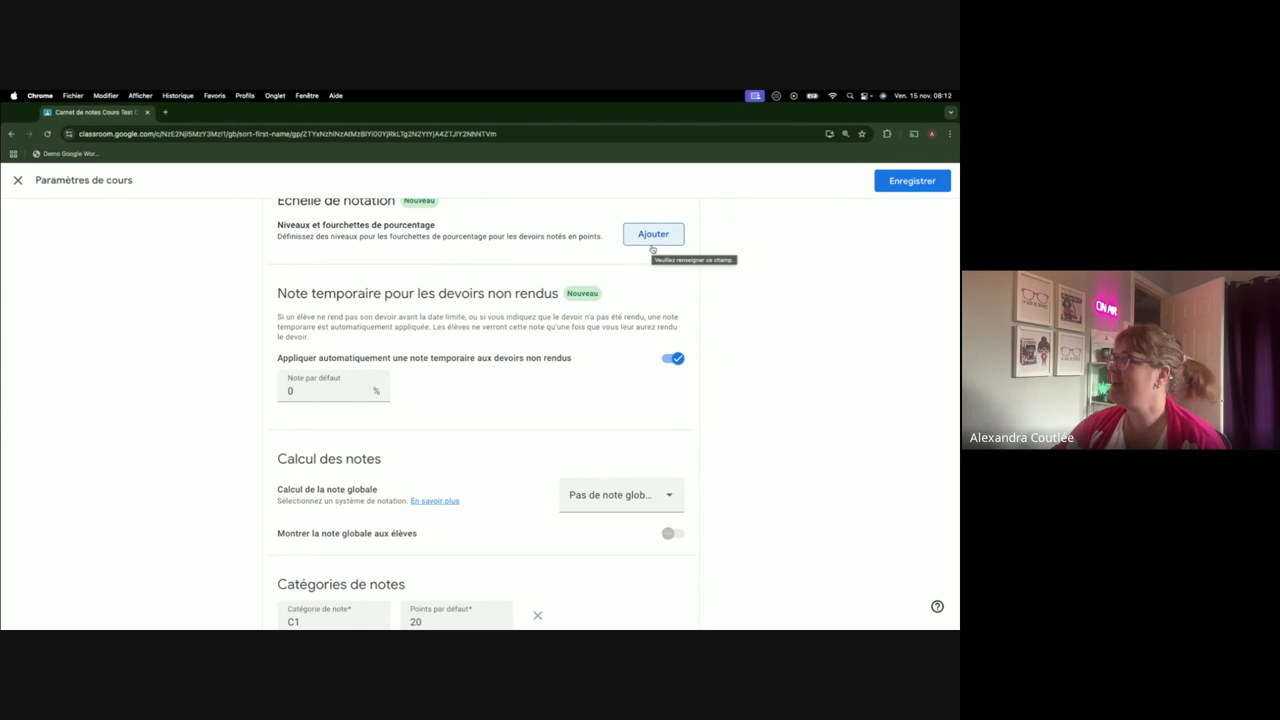 Chrome Fichier Modifier Afficher Historique Favoris Profils Onglet Fenêtre Aide Ven. 15 nov. 08:12
Carnet de notes Cours Test
Demo Google Wor...
Paramètres de cours
Enregistrer
Échelle de notation Nouveau
Niveaux et fourchettes de pourcentage
Définissez des niveaux pour les fourchettes de pourcentage pour les devoirs notés en points.
Ajouter
Veuillez renseigner ce champ.
Note temporaire pour les devoirs non rendus Nouveau
Si un élève ne rend pas son devoir avant la date limite, ou si vous indiquez que le devoir n'a pas été rendu, une note
temporaire est automatiquement appliquée. Les élèves ne verront cette note qu'une fois que vous leur aurez rendu
le devoir.
Appliquer automatiquement une note temporaire aux devoirs non rendus
Note par défaut
0 %
Calcul des notes
Calcul de la note globale
Sélectionnez un système de notation. En savoir plus
Pas de note glob...
Montrer la note globale aux élèves
Catégories de notes
Catégorie de note* Points par défaut*
C1 20
ON AIR
Alexandra Coutlée